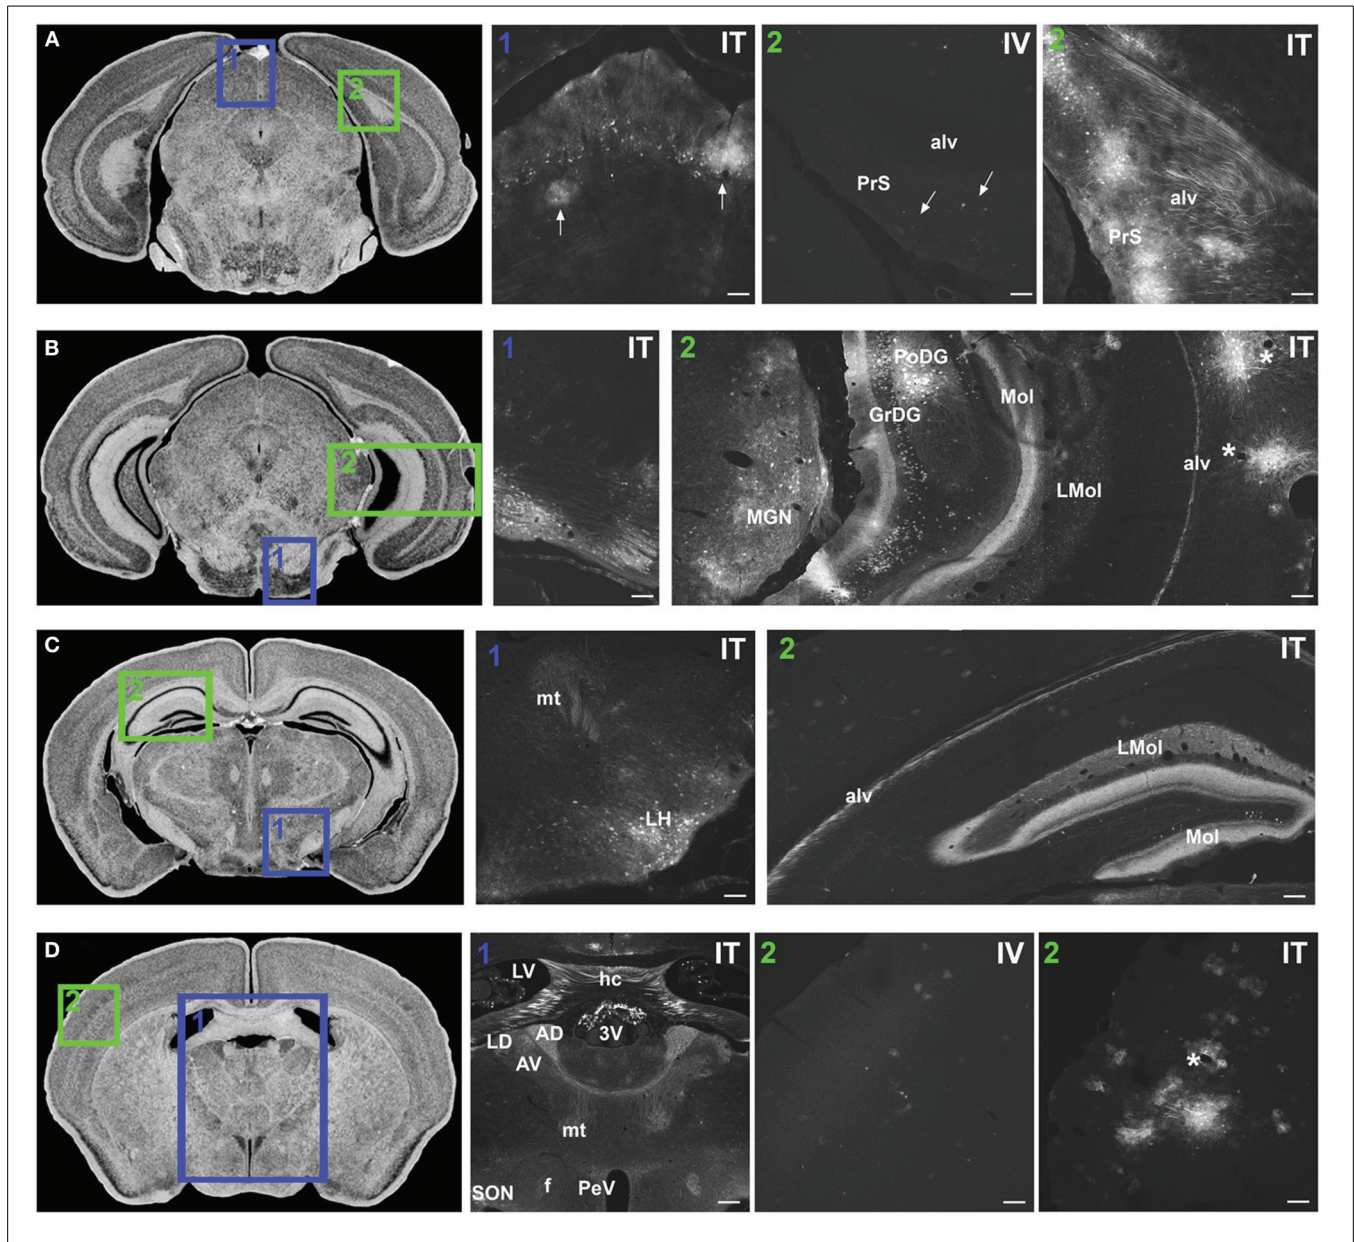 A
1
2
1
IT
2
IV
alv
PrS
2
IT
alv
PrS
B
2
1
1
IT
2
IT
PoDG
Mol
GrDG
alv
LMol
MGN
*
*
C
2
1
1
IT
mt
LH
2
IT
LMol
alv
Mol
D
2
1
1
IT
LV
hc
LD
AD
3V
AV
mt
SON
f
PeV
2
IV
2
IT
*